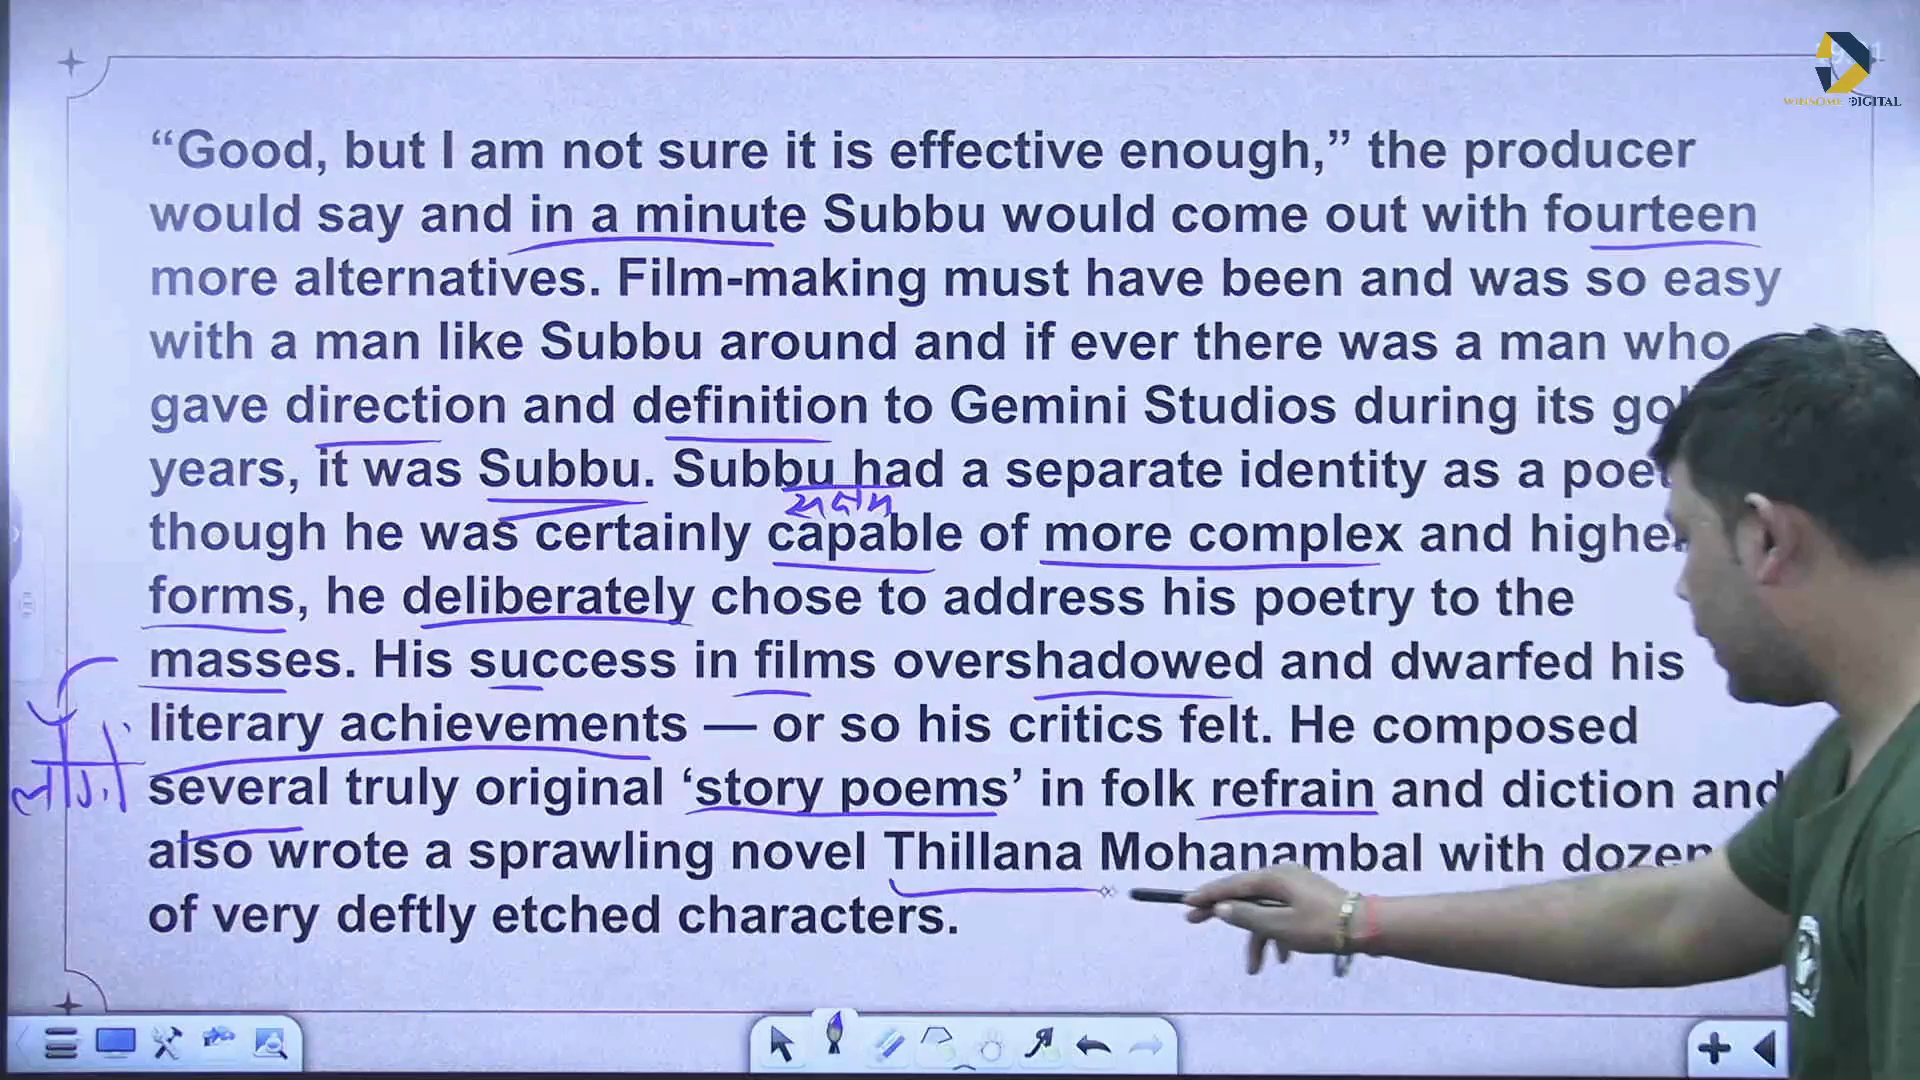 WINSOME DIGITAL
“Good, but I am not sure it is effective enough,” the producer
would say and in a minute Subbu would come out with fourteen
more alternatives. Film-making must have been and was so easy
with a man like Subbu around and if ever there was a man who
gave direction and definition to Gemini Studios during its
years, it was Subbu. Subbu had a separate identity as a
सक्षम
though he was certainly capable of more complex and higher
forms, he deliberately chose to address his poetry to the
masses. His success in films overshadowed and dwarfed his
literary achievements — or so his critics felt. He composed
several truly original ‘story poems’ in folk refrain and diction and
also wrote a sprawling novel Thillana Mohanambal with
of very deftly etched characters.